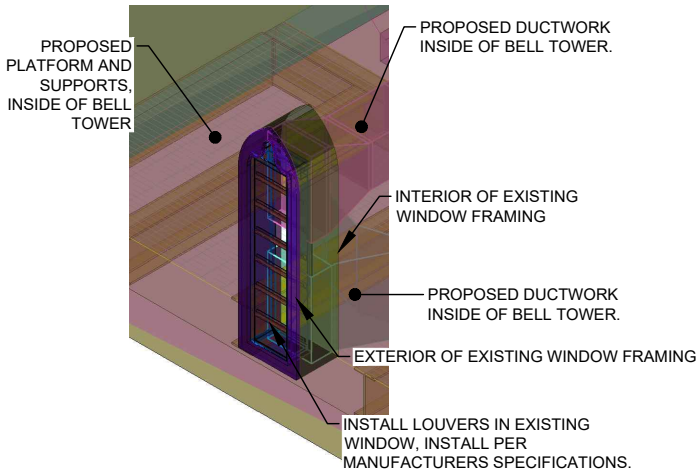 PROPOSED
PLATFORM AND
SUPPORTS,
INSIDE OF BELL
TOWER
PROPOSED DUCTWORK
INSIDE OF BELL TOWER.
INTERIOR OF EXISTING
WINDOW FRAMING
PROPOSED DUCTWORK
INSIDE OF BELL TOWER.
EXTERIOR OF EXISTING WINDOW FRAMING
INSTALL LOUVERS IN EXISTING
WINDOW, INSTALL PER
MANUFACTURERS SPECIFICATIONS.